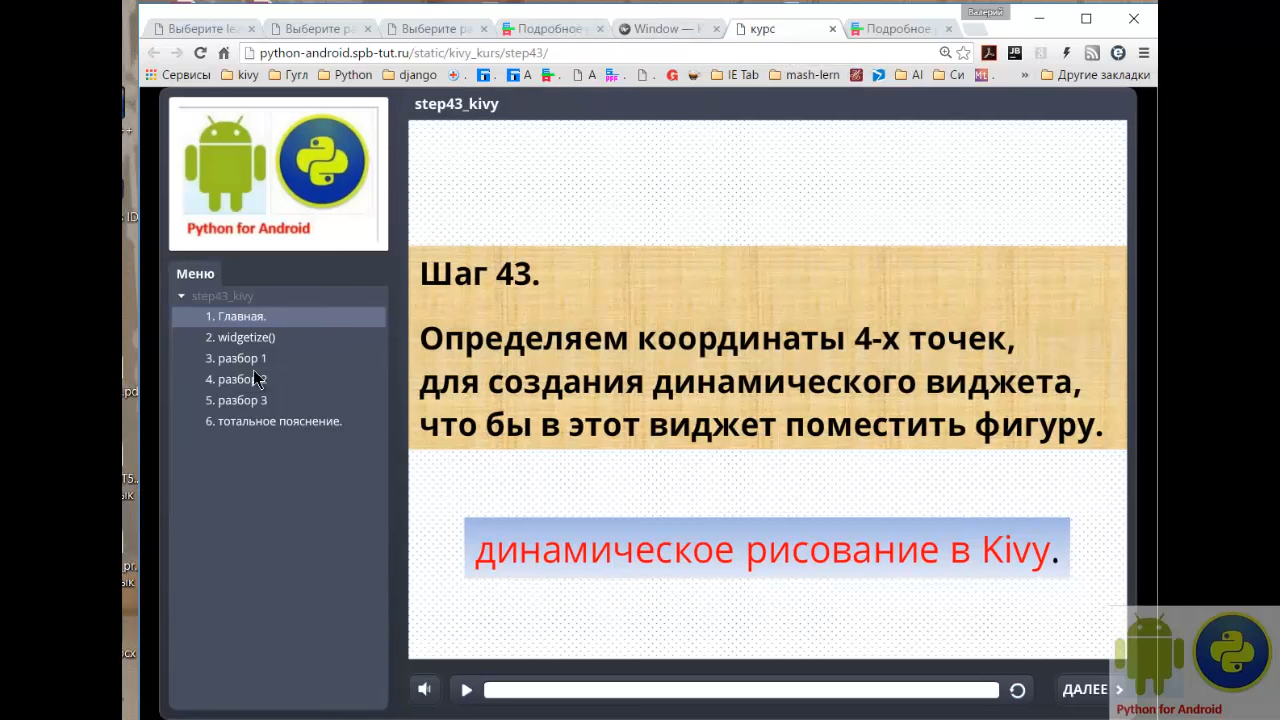 Валерий
Выберите le
Выберите ра
Выберите ра
Подробное
Window — k
курс
Подробное
python-android.spb-tut.ru/static/kivy_kurs/step43/
Сервисы kivy Гугл Python django A A IE Tab mash-lern AI Си Другие закладки
step43_kivy
Python for Android
Меню
step43_kivy
1. Главная.
2. widgetize()
3. разбор 1
4. разбор 2
5. разбор 3
6. тотальное пояснение.
Шаг 43.
Определяем координаты 4-х точек,
для создания динамического виджета,
что бы в этот виджет поместить фигуру.
динамическое рисование в Kivy.
ДАЛЕЕ
Python for Android